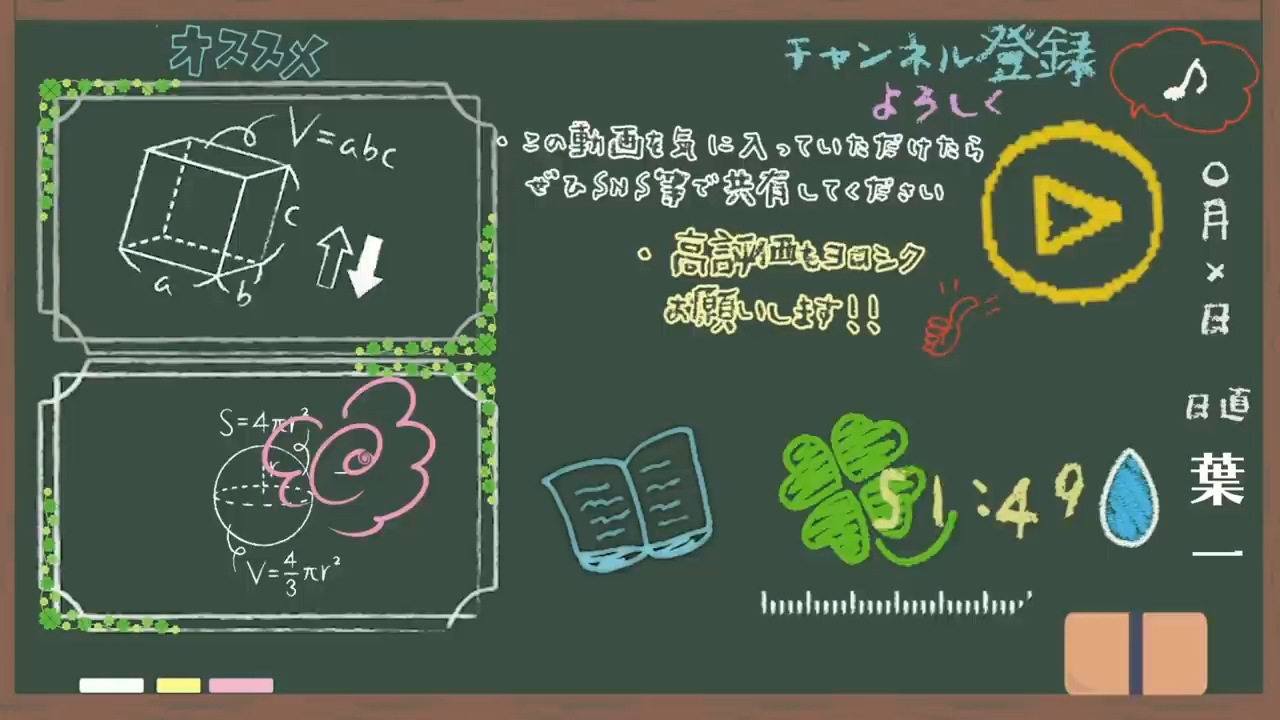 オススメ
V=abc
c
a
b
S=4πr²
r
V=4/3πr²
チャンネル登録
よろしく
・この動画を気に入っていただけたら
ぜひSNS等で共有してください
・高評価もヨロシク
お願いします!!
51:49
〇月×日
日直
葉一